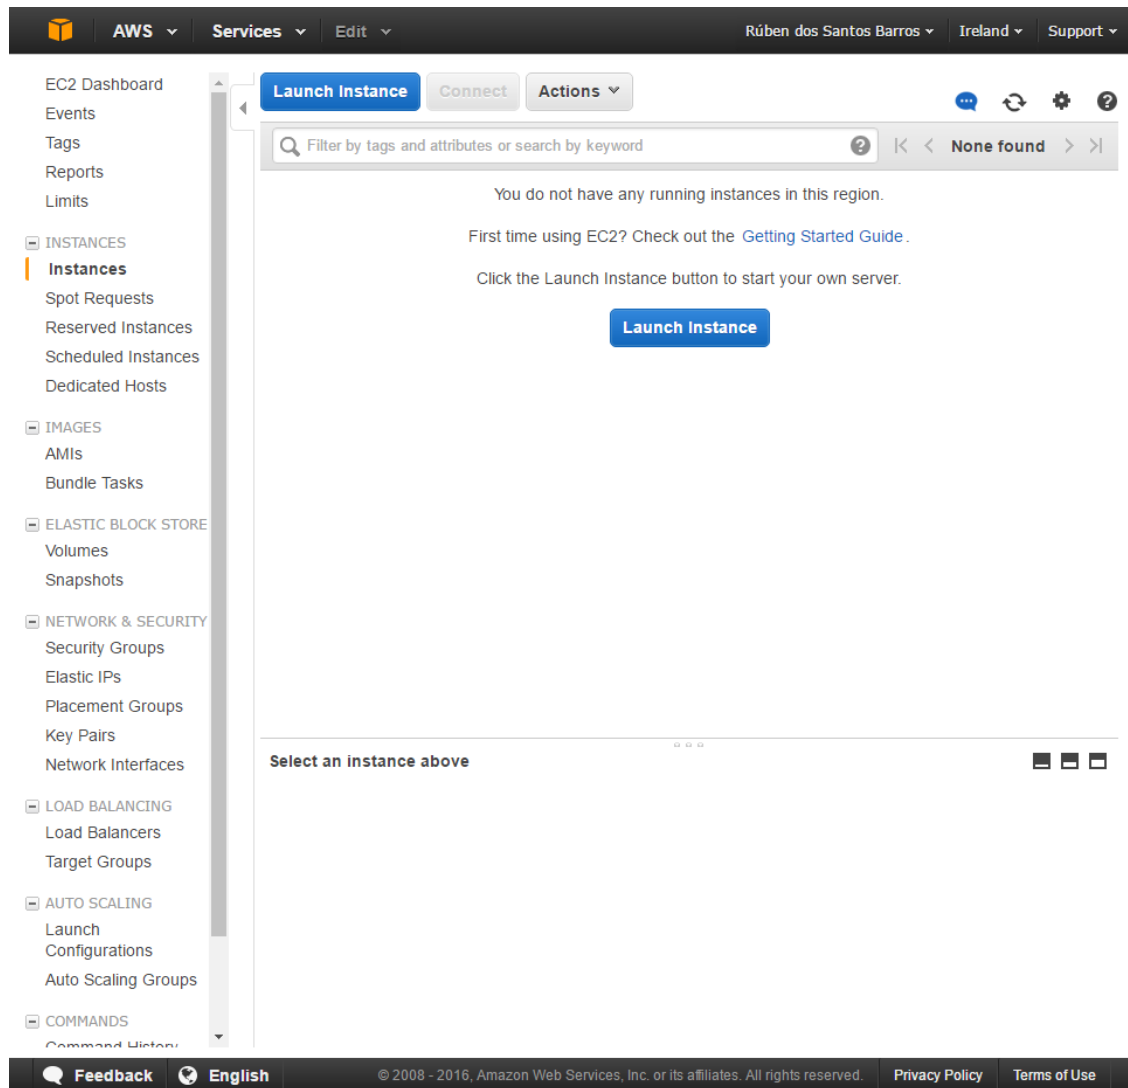 AWS Services Edit Rúben dos Santos Barros Ireland Support
EC2 Dashboard
Events
Tags
Reports
Limits
INSTANCES
Instances
Spot Requests
Reserved Instances
Scheduled Instances
Dedicated Hosts
IMAGES
AMIs
Bundle Tasks
ELASTIC BLOCK STORE
Volumes
Snapshots
NETWORK & SECURITY
Security Groups
Elastic IPs
Placement Groups
Key Pairs
Network Interfaces
LOAD BALANCING
Load Balancers
Target Groups
AUTO SCALING
Launch
Configurations
Auto Scaling Groups
COMMANDS
Command History
Launch Instance Connect Actions
Filter by tags and attributes or search by keyword None found
You do not have any running instances in this region.
First time using EC2? Check out the Getting Started Guide.
Click the Launch Instance button to start your own server.
Launch Instance
Select an instance above
Feedback English © 2008 - 2016, Amazon Web Services, Inc. or its affiliates. All rights reserved. Privacy Policy Terms of Use